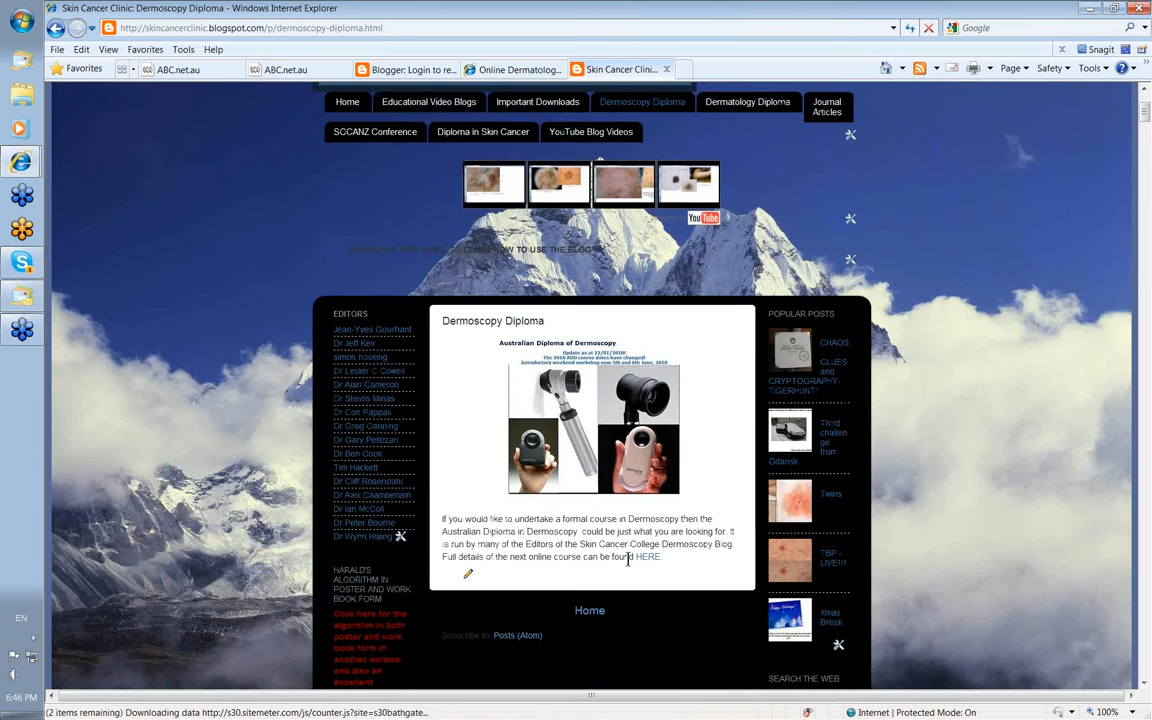 Skin Cancer Clinic: Dermoscopy Diploma - Windows Internet Explorer
http://skincancerclinic.blogspot.com/p/dermoscopy-diploma.html
Google
File Edit View Favorites Tools Help
x Snagit
Favorites ABC.net.au ABC.net.au Blogger: Login to re... Online Dermatolog... Skin Cancer Clini... Page Safety Tools
Home Educational Video Blogs Important Downloads Dermoscopy Diploma Dermatology Diploma Journal Articles
SCCANZ Conference Diploma in Skin Cancer YouTube Blog Videos
YouTube
HOW TO USE THE BLOG
EDITORS
Jean-Yves Gourhant
Dr Jeff Keir
simon nosking
Dr Lester C Cowell
Dr Alan Cameron
Dr Stelios Minas
Dr Con Pappas
Dr Greg Canning
Dr Gary Pellizzari
Dr Ben Cook
Tim Hackett
Dr Cliff Rosendahl
Dr Alex Chamberlain
Dr Ian McColl
Dr Peter Bourne
Dr Wynn Huang
HARALD'S
ALGORITHM IN
POSTER AND WORK
BOOK FORM
Click here for the
algorithm in both
poster and work
book form in
another window
and also an
excellent
Dermoscopy Diploma
Australian Diploma of Dermoscopy
Update as at 22/01/2010!
The 2010 ADD course dates have changed!
Introductory weekend workshop now 5th and 6th June, 2010
If you would like to undertake a formal course in Dermoscopy then the
Australian Diploma in Dermoscopy could be just what you are looking for. It
is run by many of the Editors of the Skin Cancer College Dermoscopy Blog.
Full details of the next online course can be found HERE.
Home
Subscribe to: Posts (Atom)
POPULAR POSTS
CHAOS
CLUES
and
CRYPTOGRAPHY-
TIGERHUNT!
Third
challen
ge
from
Gdansk
Twins
TBP -
LIVE!!!
Xmas
Break
SEARCH THE WEB
EN
6:46 PM
(2 items remaining) Downloading data http://s30.sitemeter.com/js/counter.js?site=s30bathgate...
Internet | Protected Mode: On
100%